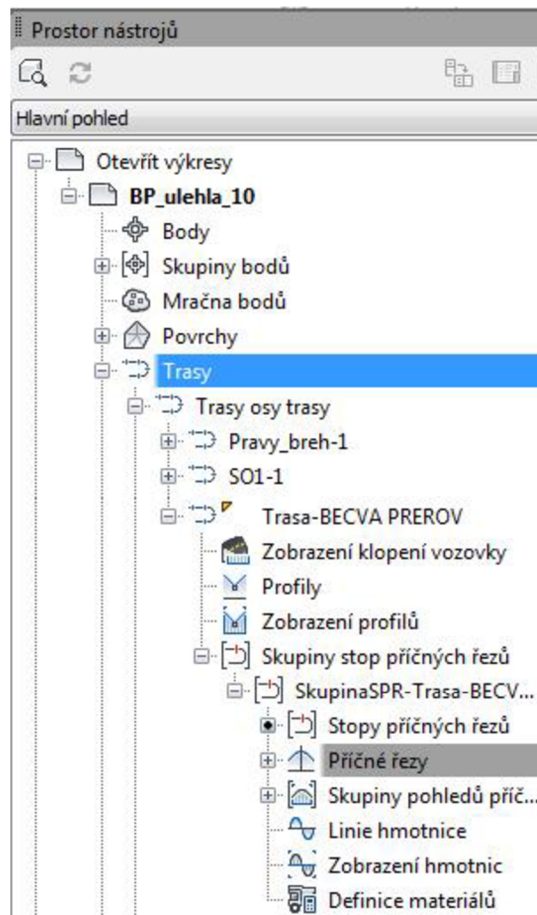 Prostor nástrojů
Hlavní pohled
Otevřít výkresy
BP_ulehla_10
Body
Skupiny bodů
Mračna bodů
Povrchy
Trasy
Trasy osy trasy
Pravy_breh-1
SO1-1
Trasa-BECVA PREROV
Zobrazení klopení vozovky
Profily
Zobrazení profilů
Skupiny stop příčných řezů
SkupinaSPR-Trasa-BECV...
Stopy příčných řezů
Příčné řezy
Skupiny pohledů příč...
Linie hmotnice
Zobrazení hmotnic
Definice materiálů